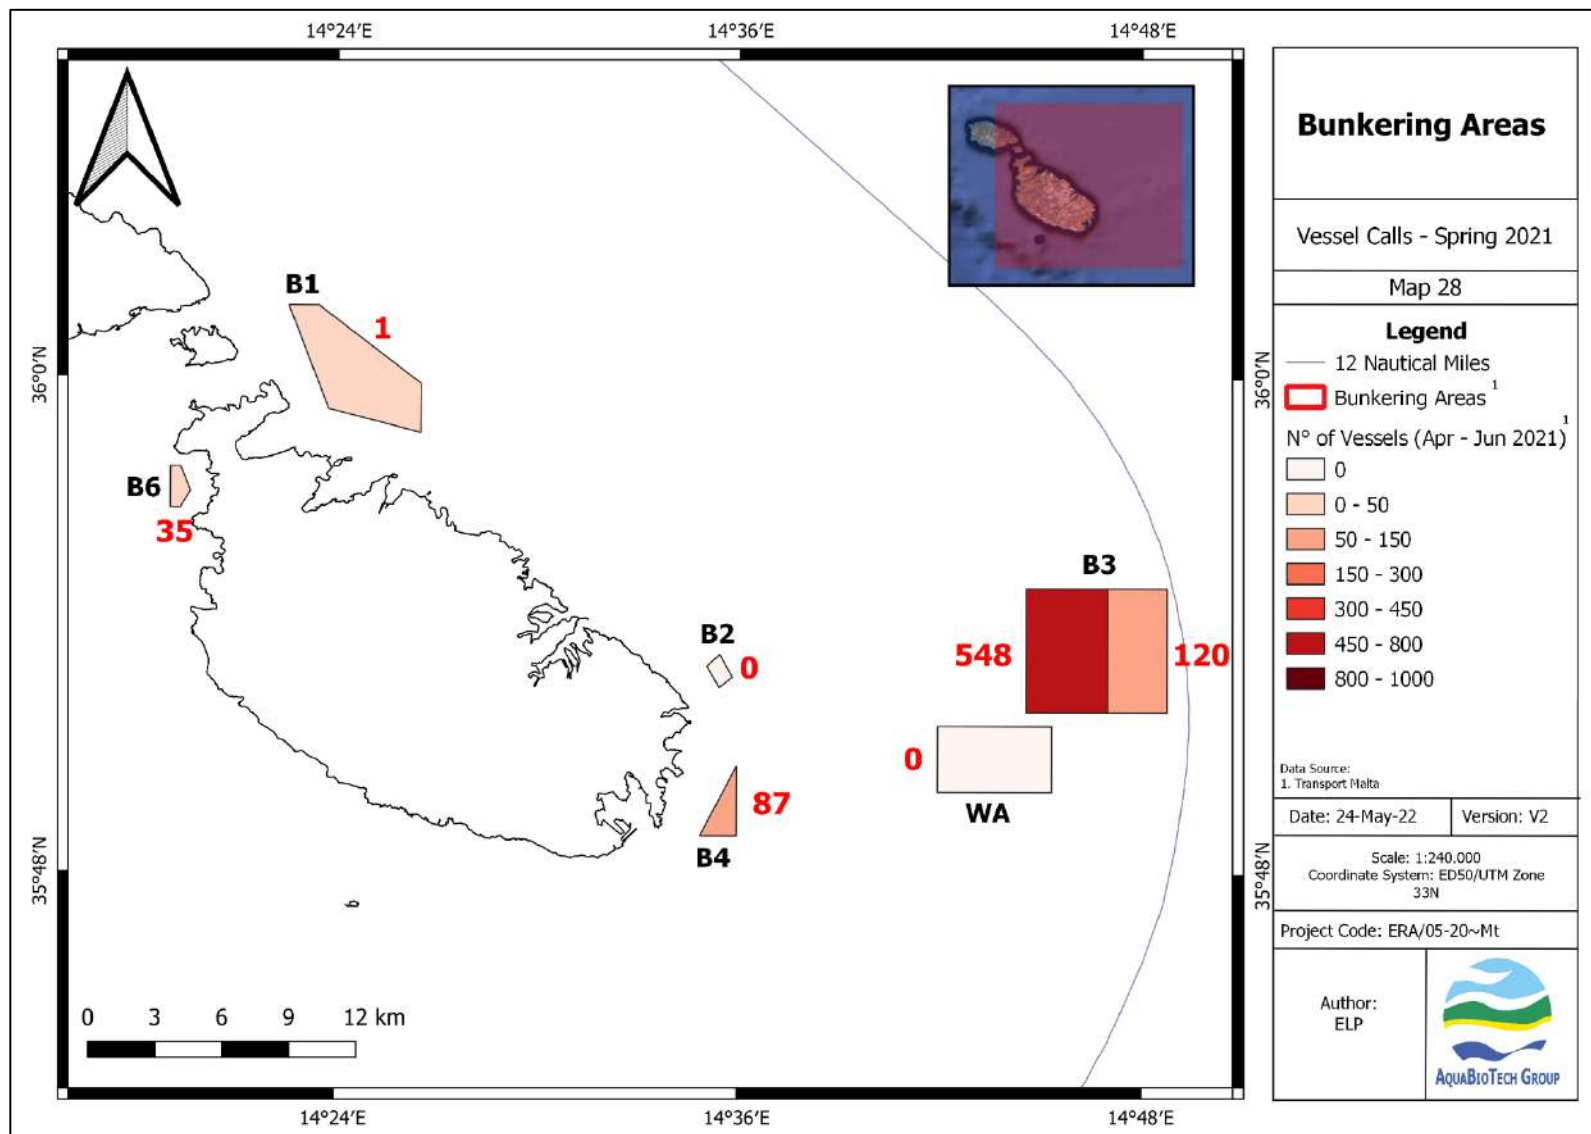 14°24'E
14°36'E
14°48'E
36°0'N
35°48'N
B1
1
B6
35
B2
0
B3
548
120
0
WA
87
B4
36°0'N
35°48'N
0 3 6 9 12 km
14°24'E
14°36'E
14°48'E
Bunkering Areas
Vessel Calls - Spring 2021
Map 28
Legend
12 Nautical Miles
Bunkering Areas 1
N° of Vessels (Apr - Jun 2021) 1
0
0 - 50
50 - 150
150 - 300
300 - 450
450 - 800
800 - 1000
Data Source:
1. Transport Malta
Date: 24-May-22
Version: V2
Scale: 1:240.000
Coordinate System: ED50/UTM Zone
33N
Project Code: ERA/05-20~Mt
Author:
ELP
AQUABIOTECH GROUP